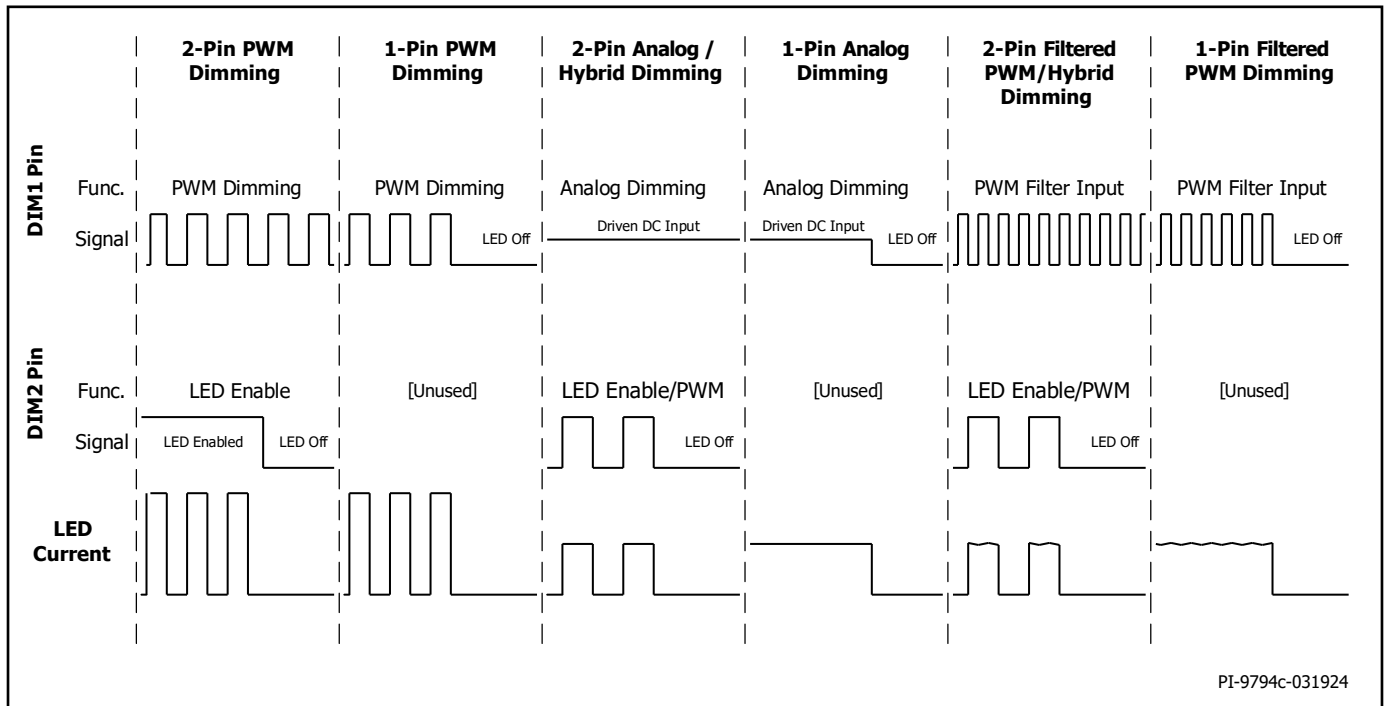 2-Pin PWM
Dimming
1-Pin PWM
Dimming
2-Pin Analog /
Hybrid Dimming
1-Pin Analog
Dimming
2-Pin Filtered
PWM/Hybrid
Dimming
1-Pin Filtered
PWM Dimming
DIM1 Pin
Func.
PWM Dimming
PWM Dimming
Analog Dimming
Analog Dimming
PWM Filter Input
PWM Filter Input
Signal
LED Off
Driven DC Input
Driven DC Input
LED Off
LED Off
DIM2 Pin
Func.
LED Enable
[Unused]
LED Enable/PWM
[Unused]
LED Enable/PWM
[Unused]
Signal
LED Enabled
LED Off
LED Off
LED Off
LED
Current
PI-9794c-031924